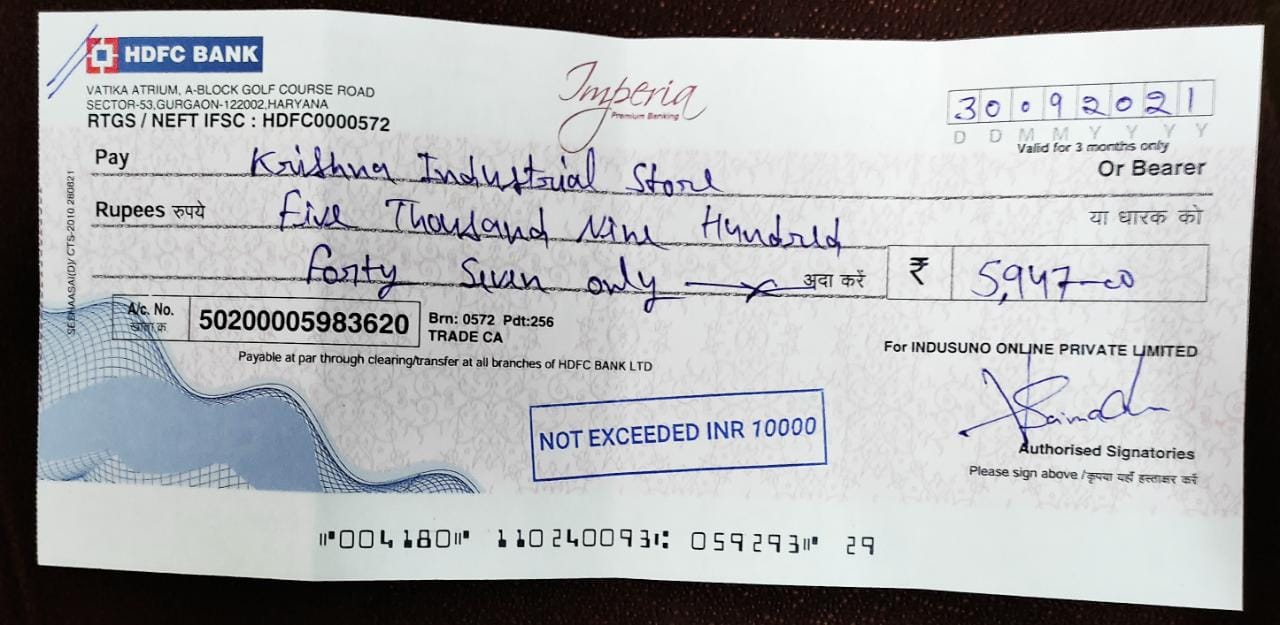 HDFC BANK
VATIKA ATRIUM, A-BLOCK GOLF COURSE ROAD
SECTOR-53,GURGAON-122002,HARYANA
RTGS / NEFT IFSC : HDFC0000572
Imperia
Premium Banking
30092021
D D M M Y Y Y Y
Valid for 3 months only
Pay Krishna Industrial Store Or Bearer
Rupees रुपये Five Thousand Nine Hundred या धारक को
Forty Seven only अदा करें ₹ 5,947-00
A/c. No. 50200005983620 Brn: 0572 Pdt:256
खाता क्र. TRADE CA
Payable at par through clearing/transfer at all branches of HDFC BANK LTD
For INDUSUNO ONLINE PRIVATE LIMITED
NOT EXCEEDED INR 10000
Authorised Signatories
Please sign above /कृपया यहाँ हस्ताक्षर करें
CTS-2010 280821
⑈004180⑈ 110240093⑆ 059293⑈ 29